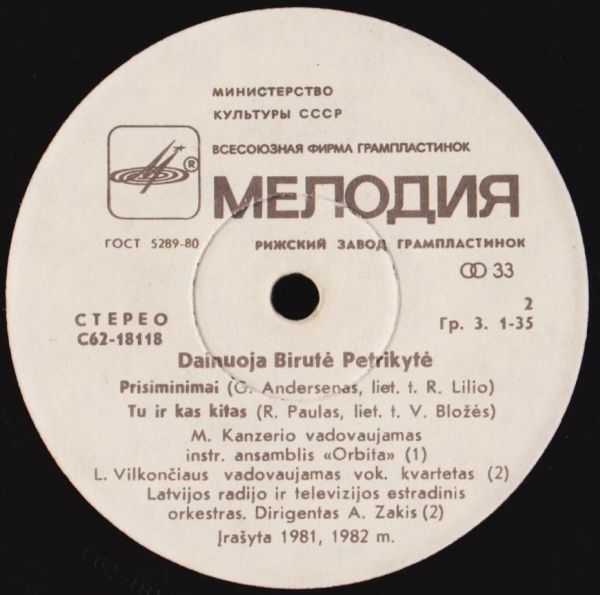 МИНИСТЕРСТВО
КУЛЬТУРЫ СССР
ВСЕСОЮЗНАЯ ФИРМА ГРАМПЛАСТИНОК
®
МЕЛОДИЯ
ГОСТ 5289-80
РИЖСКИЙ ЗАВОД ГРАМПЛАСТИНОК
33
СТЕРЕО
С62-18118
2
Гр. 3. 1-35
Dainuoja Birutė Petrikytė
Prisiminimai (G. Andersenas, liet. t. R. Lilio)
Tu ir kas kitas (R. Paulas, liet. t. V. Bložės)
M. Kanzerio vadovaujamas
instr. ansamblis «Orbita» (1)
L. Vilkončiaus vadovaujamas vok. kvartetas (2)
Latvijos radijo ir televizijos estradinis
orkestras. Dirigentas A. Zakis (2)
Įrašyta 1981, 1982 m.